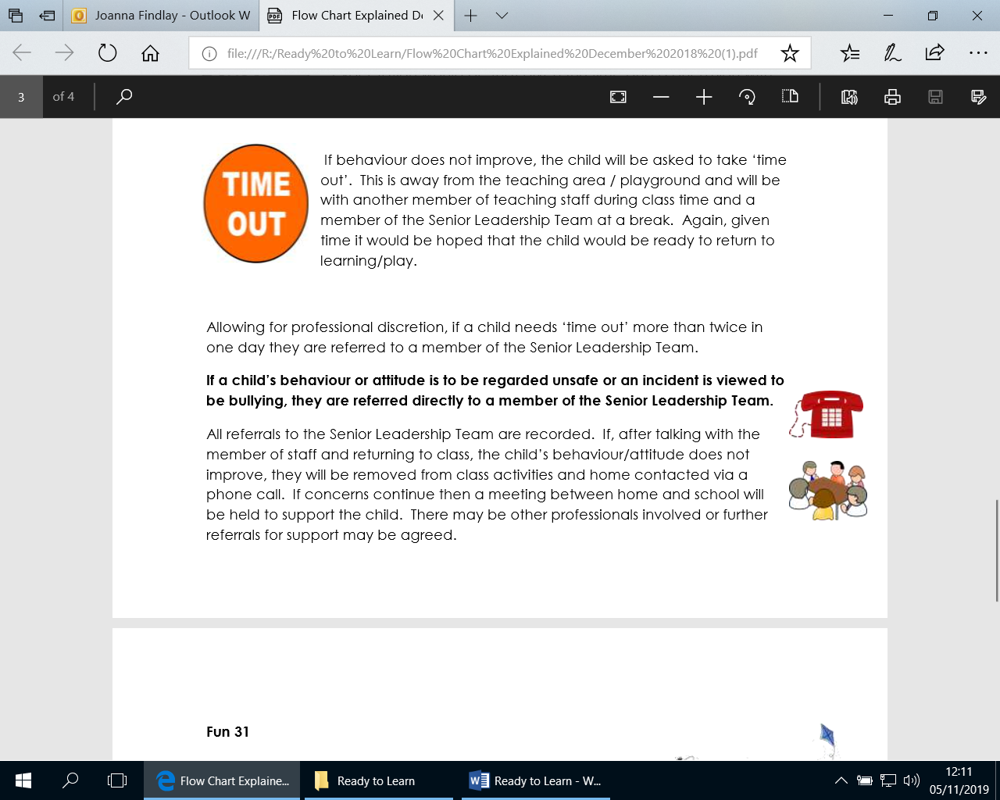 Joanna Findlay - Outlook W
Flow Chart Explained De
file:///R:/Ready%20to%20Learn/Flow%20Chart%20Explained%20December%202018%20(1).pdf
3 of 4
TIME
OUT
If behaviour does not improve, the child will be asked to take ‘time
out’. This is away from the teaching area / playground and will be
with another member of teaching staff during class time and a
member of the Senior Leadership Team at a break. Again, given
time it would be hoped that the child would be ready to return to
learning/play.
Allowing for professional discretion, if a child needs ‘time out’ more than twice in
one day they are referred to a member of the Senior Leadership Team.
If a child’s behaviour or attitude is to be regarded unsafe or an incident is viewed to
be bullying, they are referred directly to a member of the Senior Leadership Team.
All referrals to the Senior Leadership Team are recorded. If, after talking with the
member of staff and returning to class, the child’s behaviour/attitude does not
improve, they will be removed from class activities and home contacted via a
phone call. If concerns continue then a meeting between home and school will
be held to support the child. There may be other professionals involved or further
referrals for support may be agreed.
Fun 31
Flow Chart Explaine...
Ready to Learn
Ready to Learn - W...
12:11
05/11/2019